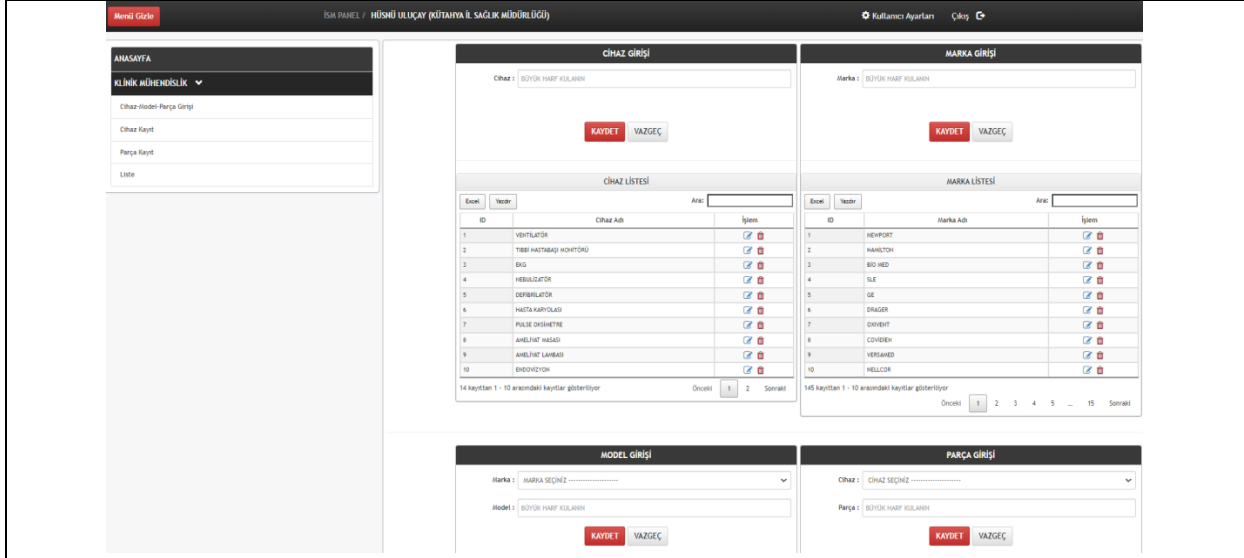 Menü Gizle
İSM PANEL / HÜSNÜ ULUÇAY (KÜTAHYA İL SAĞLIK MÜDÜRLÜĞÜ)
Kullanıcı Ayarları Çıkış
ANASAYFA
KLİNİK MÜHENDİSLİK
Cihaz-Model-Parça Girişi
Cihaz Kayıt
Parça Kayıt
Liste
CİHAZ GİRİŞİ
Cihaz : BÜYÜK HARF KULANIN
KAYDET VAZGEÇ
CİHAZ LİSTESİ
Excel Yazdır Ara:
ID Cihaz Adı İşlem
1 VENTİLATÖR
2 TIBBİ HASTABAŞI MONİTÖRÜ
3 EKG
4 NEBULİZATÖR
5 DEFİBRİLATÖR
6 HASTA KARYOLASI
7 PULSE OKSİMETRE
8 AMELİYAT MASASI
9 AMELİYAT LAMBASI
10 ENDOVİZYON
14 kayıttan 1 - 10 arasındaki kayıtlar gösteriliyor
Önceki 1 2 Sonraki
MARKA GİRİŞİ
Marka : BÜYÜK HARF KULANIN
KAYDET VAZGEÇ
MARKA LİSTESİ
Excel Yazdır Ara:
ID Marka Adı İşlem
1 NEWPORT
2 HAMILTON
3 BİO MED
4 SLE
5 GE
6 DRAGER
7 OXIVENT
8 COVIDIEN
9 VERSAMED
10 NELLCOR
145 kayıttan 1 - 10 arasındaki kayıtlar gösteriliyor
Önceki 1 2 3 4 5 ... 15 Sonraki
MODEL GİRİŞİ
Marka : MARKA SEÇİNİZ --------------------
Model : BÜYÜK HARF KULANIN
KAYDET VAZGEÇ
PARÇA GİRİŞİ
Cihaz : CİHAZ SEÇİNİZ --------------------
Parça : BÜYÜK HARF KULANIN
KAYDET VAZGEÇ